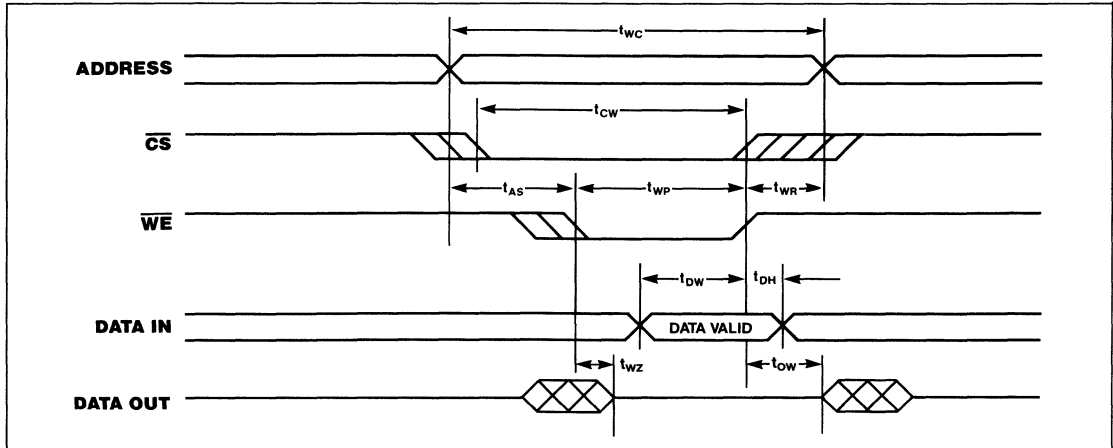 tWC
ADDRESS
tCW
CS
tAS tWP tWR
WE
tDW tDH
DATA IN DATA VALID
tWZ tOW
DATA OUT